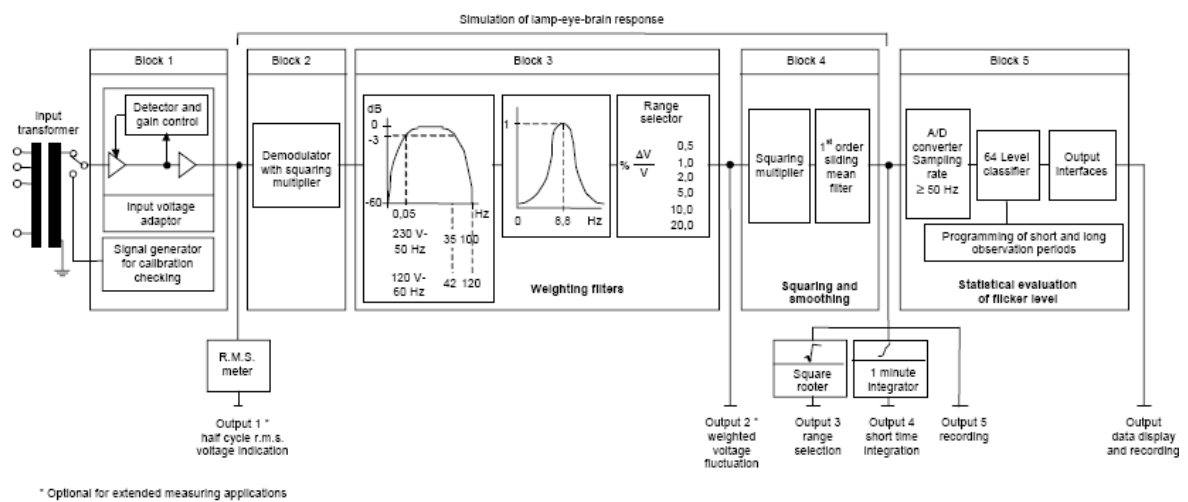 Simulation of lamp-eye-brain response
Block 1
Block 2
Block 3
Block 4
Block 5
Input
transformer
Detector and
gain control
Input voltage
adaptor
Signal generator
for calibration
checking
Demodulator
with squaring
multiplier
dB
0
-3
-60
0,05
Hz
230 V-
50 Hz
35
100
120 V-
60 Hz
42
120
1
0
8,8
Hz
Range
selector
% ΔV
V
0,5
1,0
2,0
5,0
10,0
20,0
Weighting filters
Squaring
multiplier
1st order
sliding
mean
filter
Squaring and
smoothing
A/D
converter
Sampling
rate
≥ 50 Hz
64 Level
classifier
Output
interfaces
Programming of short and long
observation periods
Statistical evaluation
of flicker level
R.M.S.
meter
Square
rooter
1 minute
integrator
Output 1 *
half cycle r.m.s.
voltage indication
Output 2 *
weighted
voltage
fluctuation
Output 3
range
selection
Output 4
short time
integration
Output 5
recording
Output
data display
and recording
* Optional for extended measuring applications